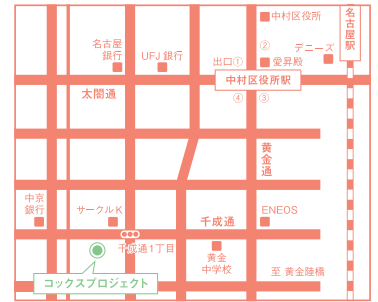 中村区役所
名古屋駅
名古屋
銀行
UFJ 銀行
出口①
②
愛昇殿
デニーズ
中村区役所駅
太閤通
④
③
黄金通
中京
銀行
サークルK
千成通
ENEOS
千成通1丁目
黄金
中学校
至 黄金陸橋
コックスプロジェクト